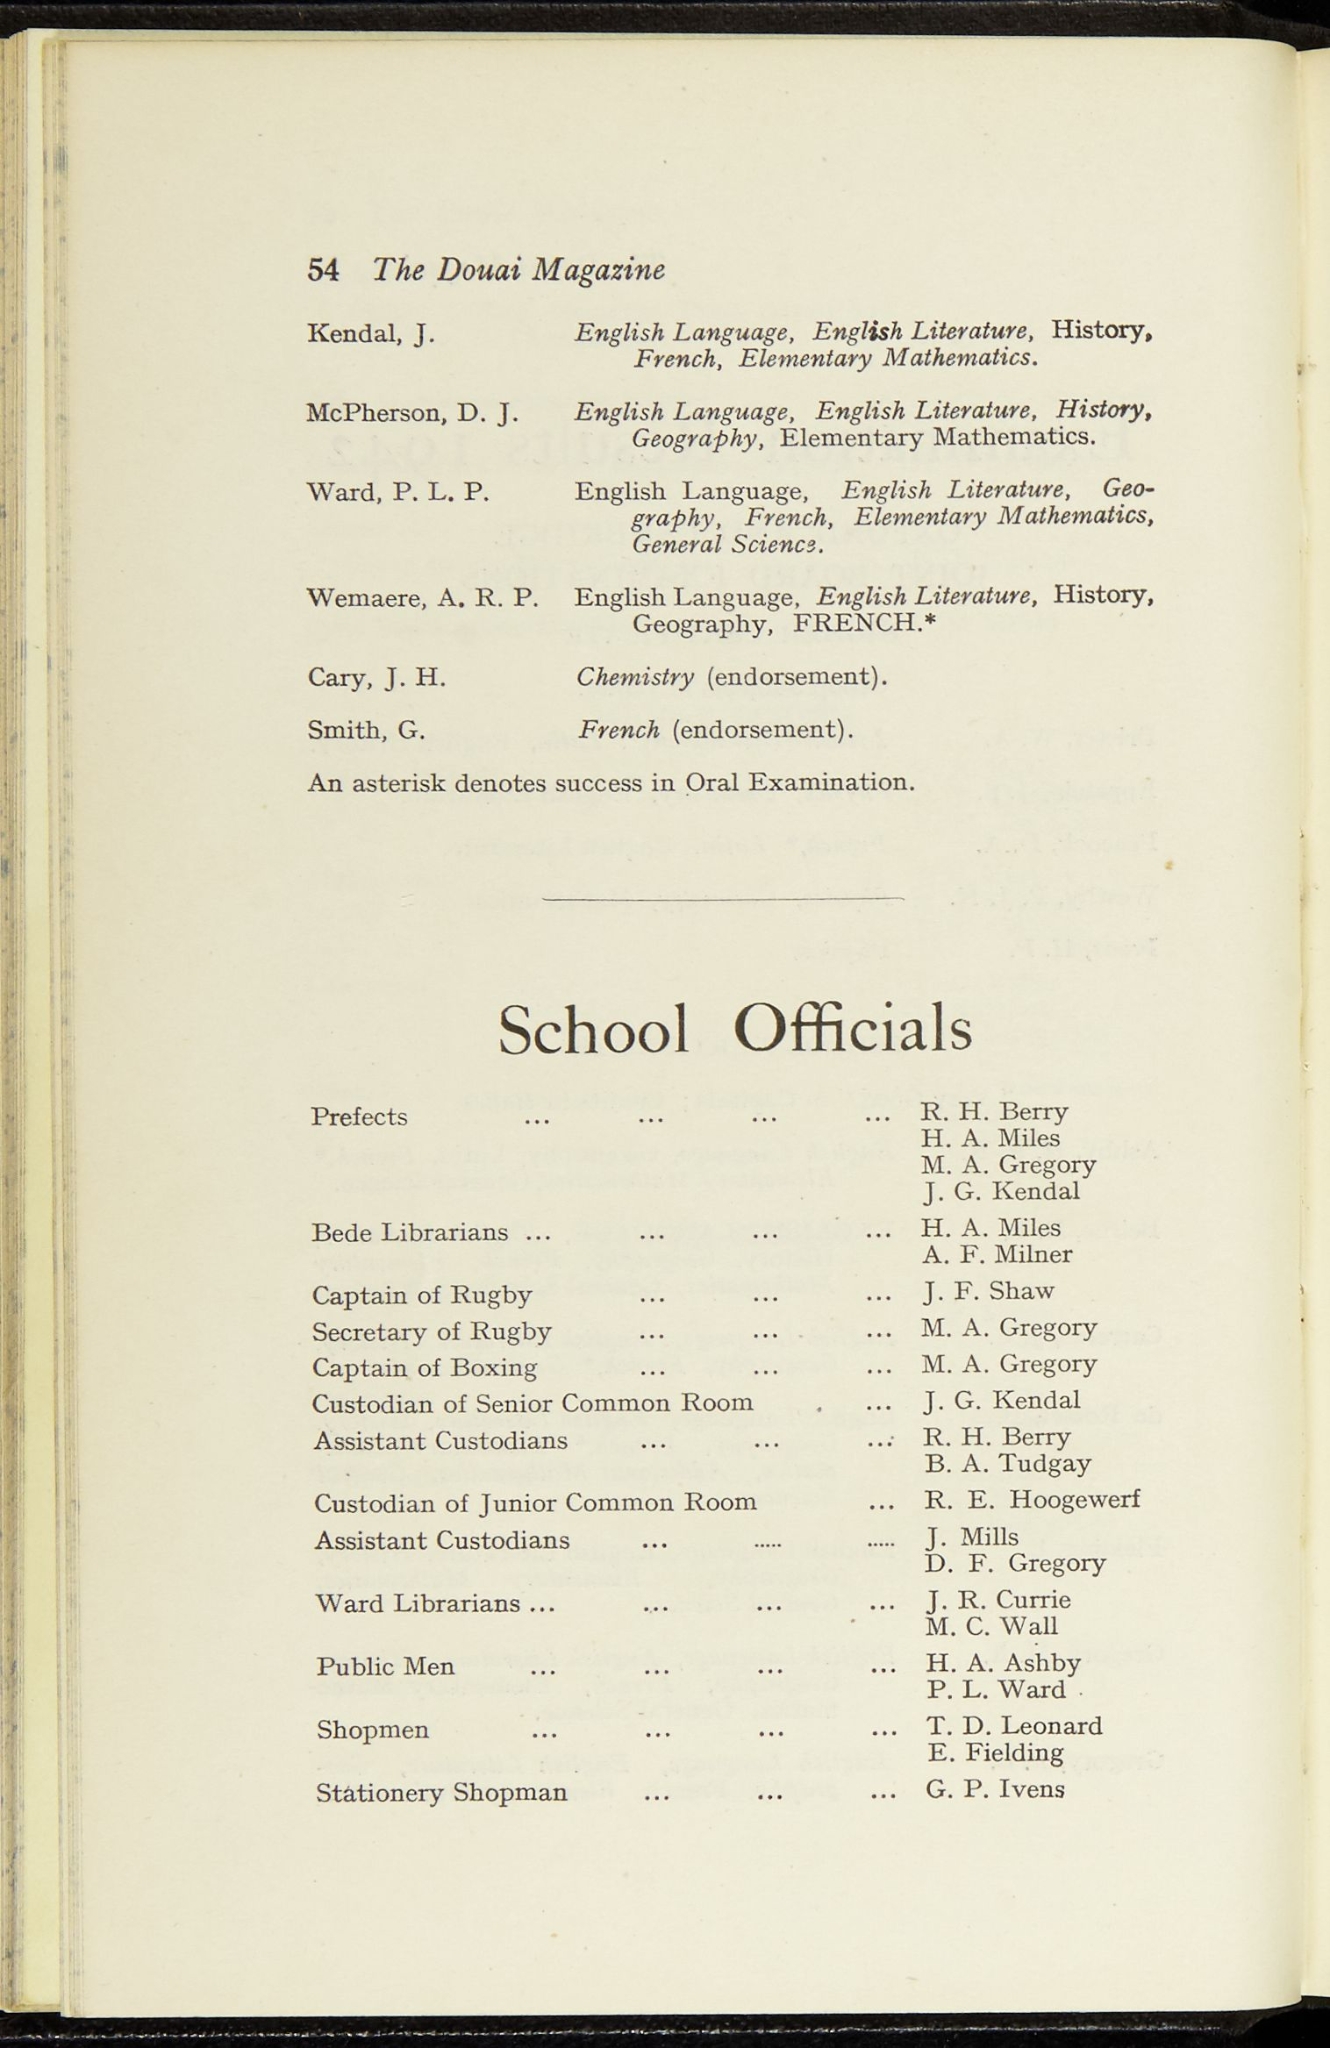 54 The Douai Magazine
Kendal, J. English Language, English Literature, History,
French, Elementary Mathematics.
McPherson, D. J. English Language, English Literature, History,
Geography, Elementary Mathematics.
Ward, P. L. P. English Language, English Literature, Geo-
graphy, French, Elementary Mathematics,
General Science.
Wemaere, A. R. P. English Language, English Literature, History,
Geography, FRENCH.*
Cary, J. H. Chemistry (endorsement).
Smith, G. French (endorsement).
An asterisk denotes success in Oral Examination.
School Officials
Prefects ... ... ... ... R. H. Berry
H. A. Miles
M. A. Gregory
J. G. Kendal
Bede Librarians ... ... ... ... H. A. Miles
A. F. Milner
Captain of Rugby ... ... ... J. F. Shaw
Secretary of Rugby ... ... ... M. A. Gregory
Captain of Boxing ... ... ... M. A. Gregory
Custodian of Senior Common Room . ... J. G. Kendal
Assistant Custodians ... ... ... R. H. Berry
B. A. Tudgay
Custodian of Junior Common Room ... R. E. Hoogewerf
Assistant Custodians ... ..... ..... J. Mills
D. F. Gregory
Ward Librarians ... ... ... ... J. R. Currie
M. C. Wall
Public Men ... ... ... ... H. A. Ashby
P. L. Ward
Shopmen ... ... ... ... T. D. Leonard
E. Fielding
Stationery Shopman ... ... ... G. P. Ivens